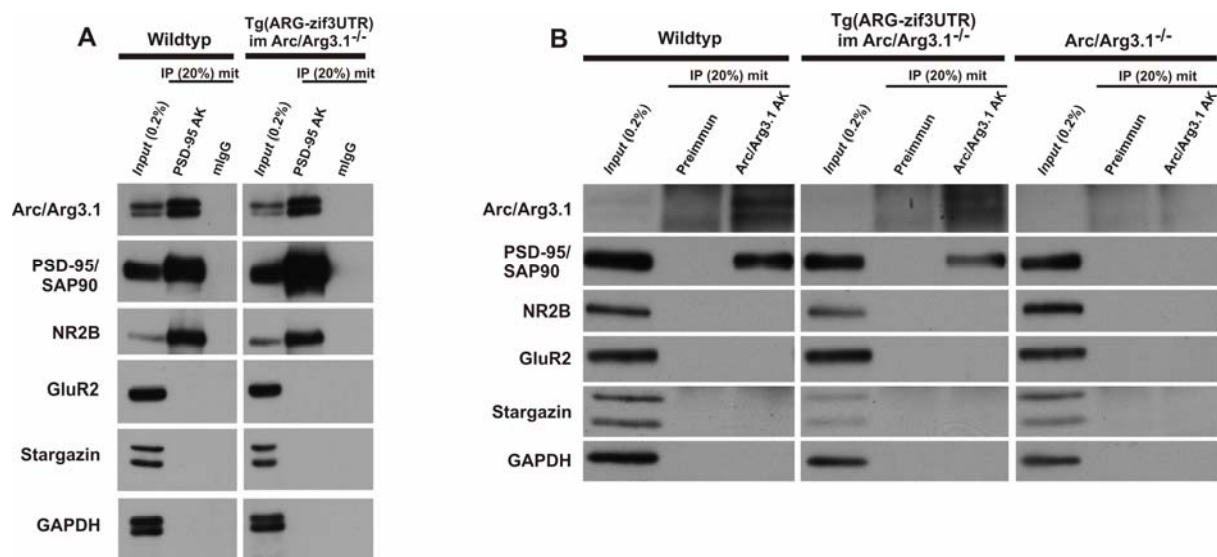 A
Wildtyp
Tg(ARG-zif3UTR)
im Arc/Arg3.1-/-
IP (20%) mit
IP (20%) mit
Input (0.2%)
PSD-95 AK
mIgG
Input (0.2%)
PSD-95 AK
mIgG
Arc/Arg3.1
PSD-95/
SAP90
NR2B
GluR2
Stargazin
GAPDH
B
Wildtyp
Tg(ARG-zif3UTR)
im Arc/Arg3.1-/-
Arc/Arg3.1-/-
IP (20%) mit
IP (20%) mit
IP (20%) mit
Input (0.2%)
Preimmun
Arc/Arg3.1 AK
Input (0.2%)
Preimmun
Arc/Arg3.1 AK
Input (0.2%)
Preimmun
Arc/Arg3.1 AK
Arc/Arg3.1
PSD-95/
SAP90
NR2B
GluR2
Stargazin
GAPDH